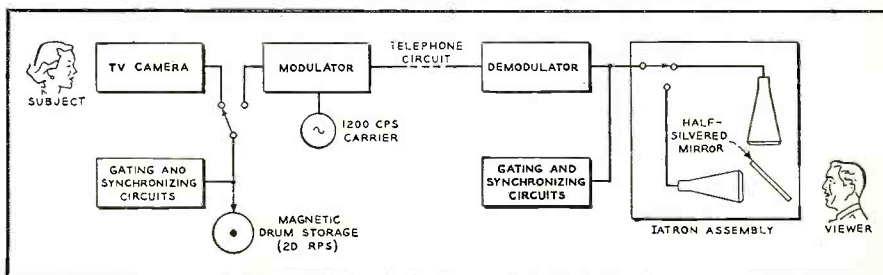 SUBJECT
TV CAMERA
MODULATOR
TELEPHONE
CIRCUIT
DEMODULATOR
1200 CPS
CARRIER
GATING AND
SYNCHRONIZING
CIRCUITS
MAGNETIC
DRUM STORAGE
(20 RPS)
GATING AND
SYNCHRONIZING
CIRCUITS
HALF-
SILVERED
MIRROR
IATRON ASSEMBLY
VIEWER